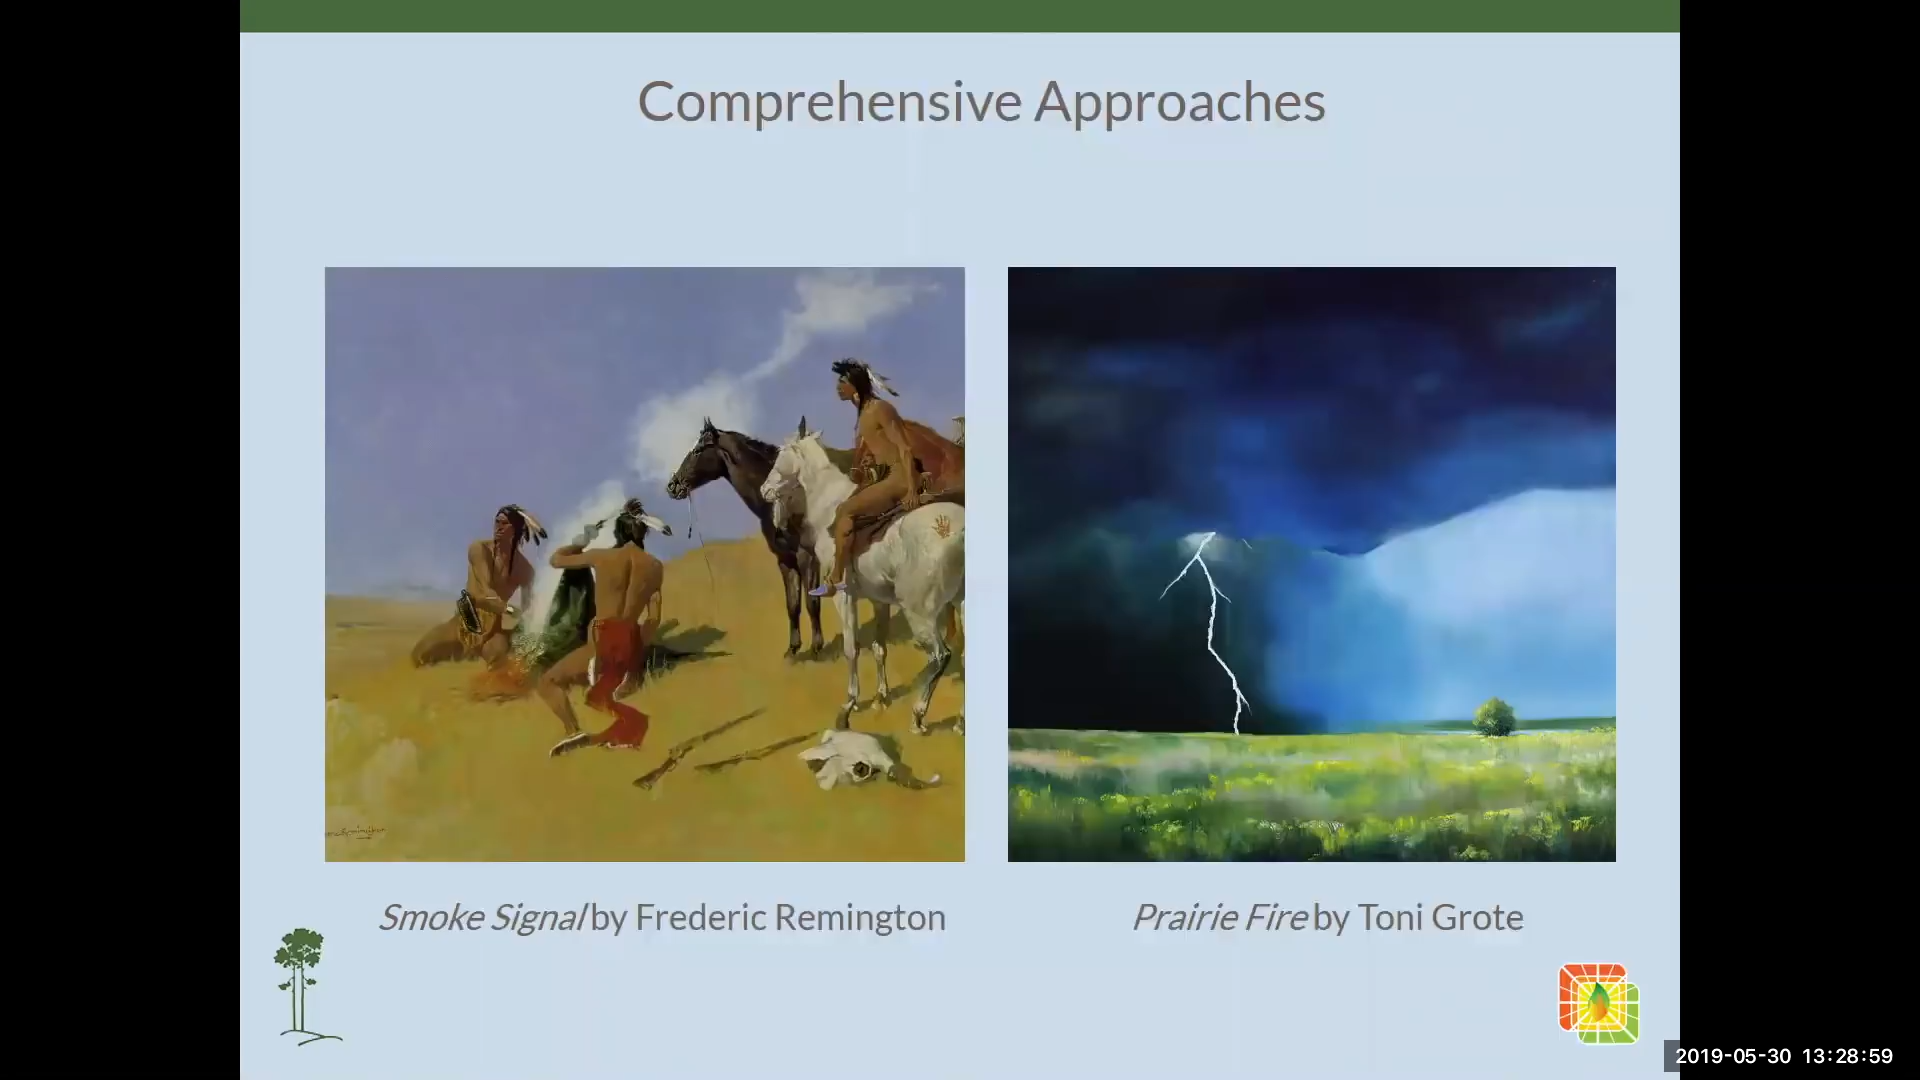 Comprehensive Approaches
Smoke Signal by Frederic Remington
Prairie Fire by Toni Grote
2019-05-30 13:28:59